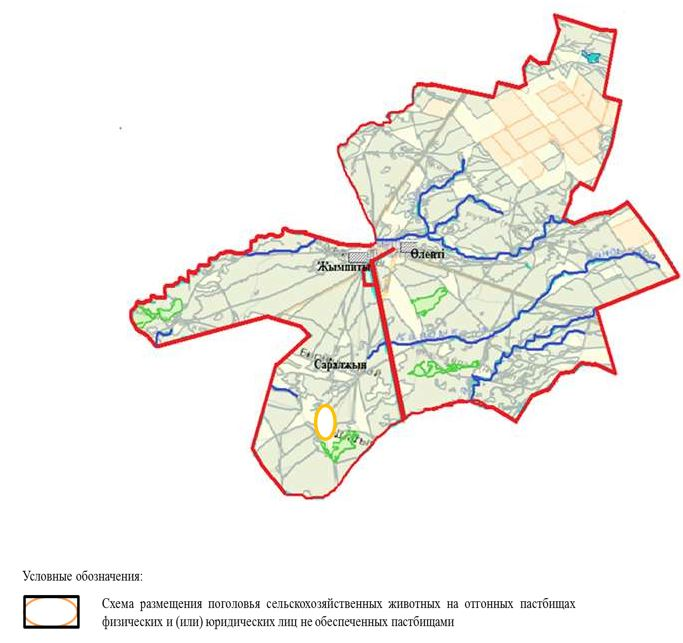 Өленті
Жымпиты
Саралжын
Условные обозначения:
Схема размещения поголовья сельскохозяйственных животных на отгонных пастбищах
физических и (или) юридических лиц не обеспеченных пастбищами